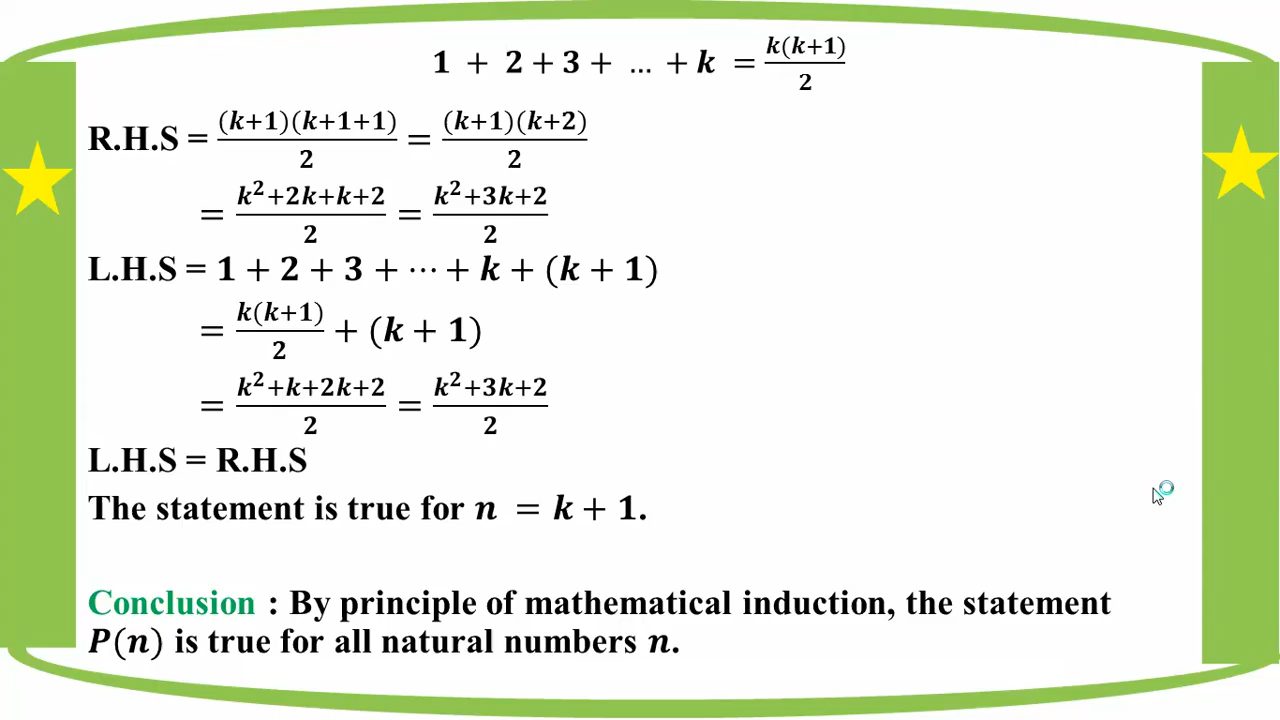 𝟏 + 𝟐 + 𝟑 + … + 𝒌 = 𝒌(𝒌+𝟏)/𝟐
R.H.S = (𝒌+𝟏)(𝒌+𝟏+𝟏)/𝟐 = (𝒌+𝟏)(𝒌+𝟐)/𝟐
= 𝒌²+𝟐𝒌+𝒌+𝟐/𝟐 = 𝒌²+𝟑𝒌+𝟐/𝟐
L.H.S = 𝟏 + 𝟐 + 𝟑 + ⋯ + 𝒌 + (𝒌 + 𝟏)
= 𝒌(𝒌+𝟏)/𝟐 + (𝒌 + 𝟏)
= 𝒌²+𝒌+𝟐𝒌+𝟐/𝟐 = 𝒌²+𝟑𝒌+𝟐/𝟐
L.H.S = R.H.S
The statement is true for 𝒏 = 𝒌 + 𝟏.
Conclusion : By principle of mathematical induction, the statement
𝑷(𝒏) is true for all natural numbers 𝒏.